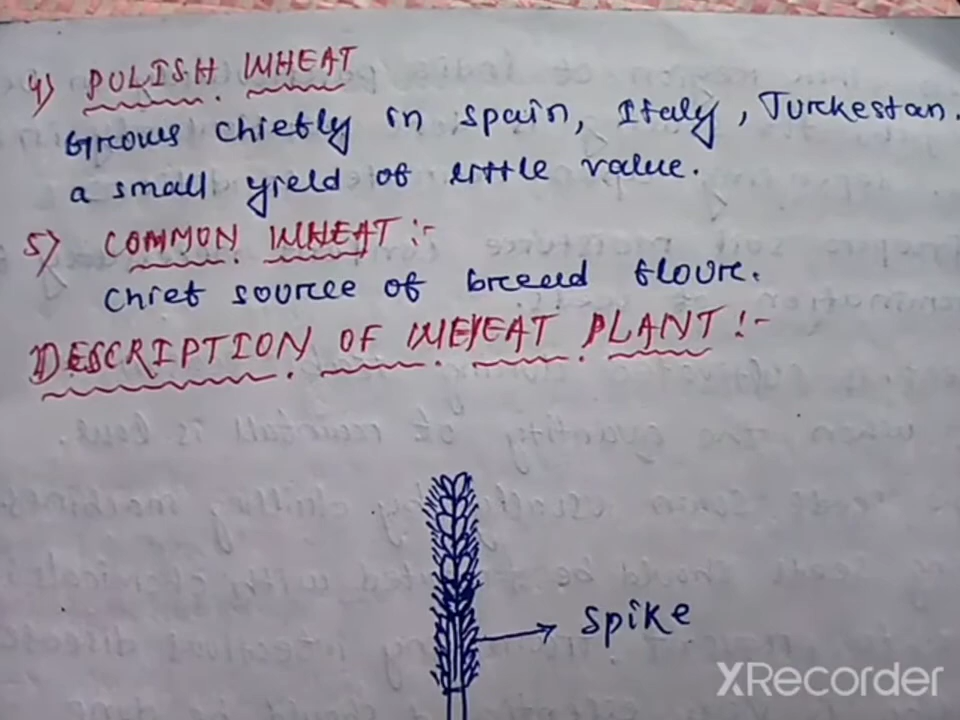 4) POLISH WHEAT
Grows chiefly in spain, Italy, Turkestan.
a small yield of little value.
5) COMMON WHEAT :-
Chief source of bread flour.
DESCRIPTION OF WHEAT PLANT :-
spike
XRecorder